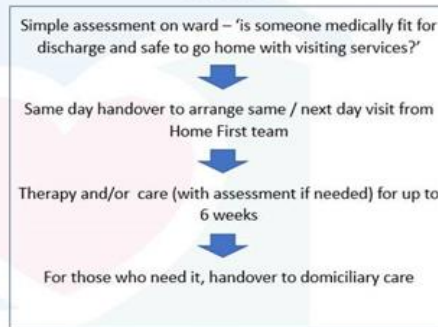 Simple assessment on ward – ‘is someone medically fit for
discharge and safe to go home with visiting services?’
Same day handover to arrange same / next day visit from
Home First team
Therapy and/or  care (with assessment if needed) for up to
6 weeks
For those who need it, handover to domiciliary care